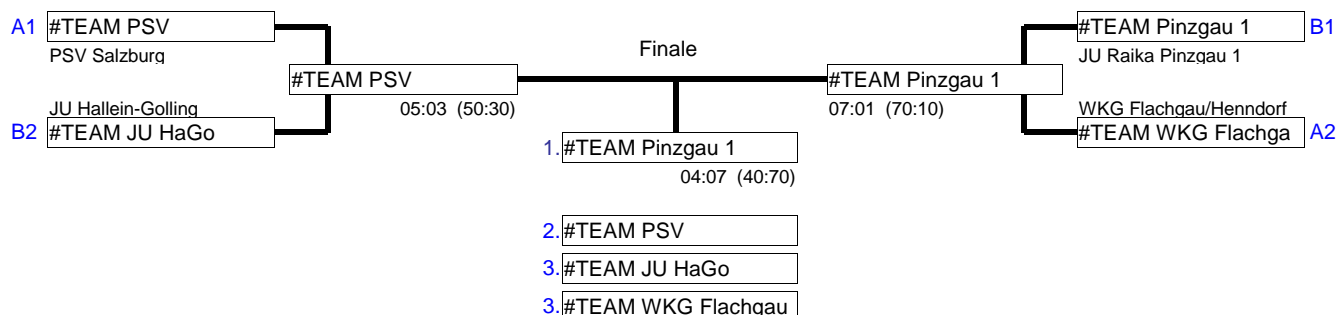 A1 #TEAM PSV
PSV Salzburg
JU Hallein-Golling
B2 #TEAM JU HaGo
#TEAM PSV
05:03 (50:30)
Finale
1. #TEAM Pinzgau 1
04:07 (40:70)
2. #TEAM PSV
3. #TEAM JU HaGo
3. #TEAM WKG Flachgau
#TEAM Pinzgau 1
07:01 (70:10)
#TEAM Pinzgau 1 B1
JU Raika Pinzgau 1
WKG Flachgau/Henndorf
#TEAM WKG Flachga A2